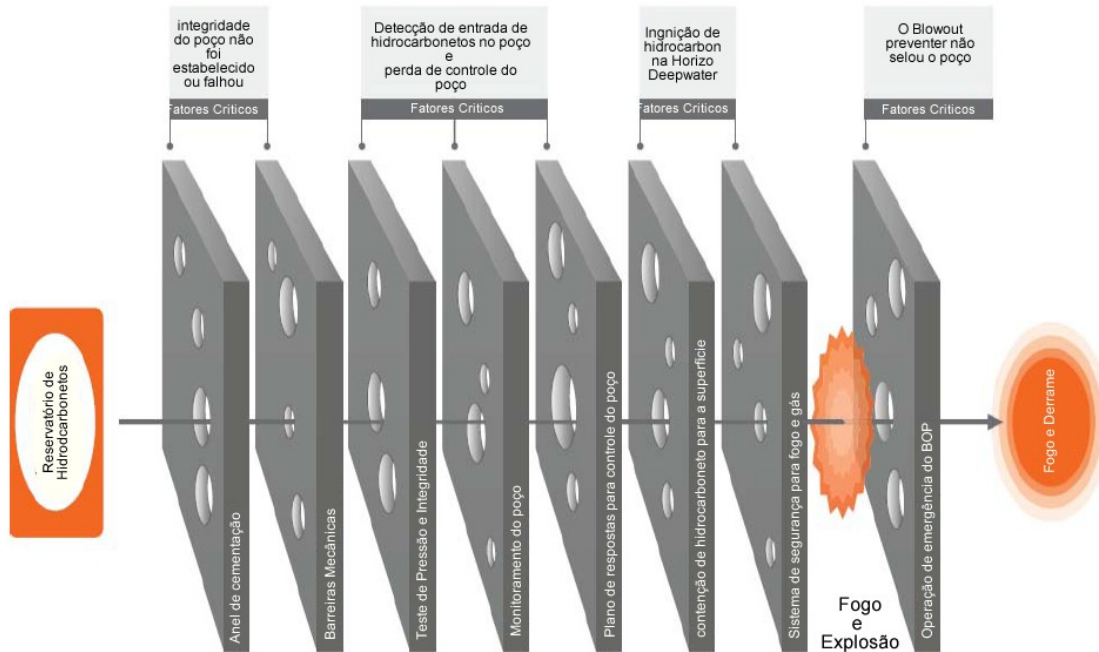 integridade
do poço não
foi
estabelecido
ou falhou
Fatores Criticos
Detecção de entrada de
hidrocarbonetos no poço
e
perda de controle do
poço
Fatores Criticos
Ingnição de
hidrocarbon
na Horizo
Deepwater
Fatores Criticos
O Blowout
preventer não
selou o poço
Fatores Criticos
Reservatório de
Hidrodcarbonetos
Anel de cementação
Barreiras Mecânicas
Teste de Pressão e Integridade
Monitoramento do poço
Plano de respostas para controle do poço
contenção de hidrocarboneto para a superfície
Sistema de segurança para fogo e gás
Fogo
e
Explosão
Operação de emergência do BOP
Fogo e Derrame